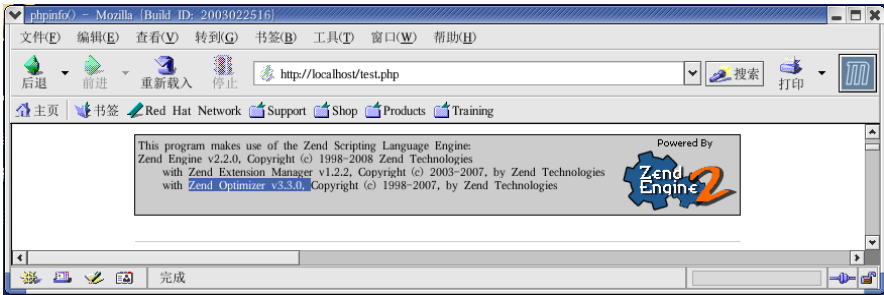 phpinfo() - Mozilla {Build ID: 2003022516}
文件(F) 编辑(E) 查看(V) 转到(G) 书签(B) 工具(T) 窗口(W) 帮助(H)
后退 前进 重新载入 停止 http://localhost/test.php 搜索 打印
主页 书签 Red Hat Network Support Shop Products Training
This program makes use of the Zend Scripting Language Engine:
Zend Engine v2.2.0, Copyright (c) 1998-2008 Zend Technologies
with Zend Extension Manager v1.2.2, Copyright (c) 2003-2007, by Zend Technologies
with Zend Optimizer v3.3.0, Copyright (c) 1998-2007, by Zend Technologies
Powered By
Zend
Engine 2
完成